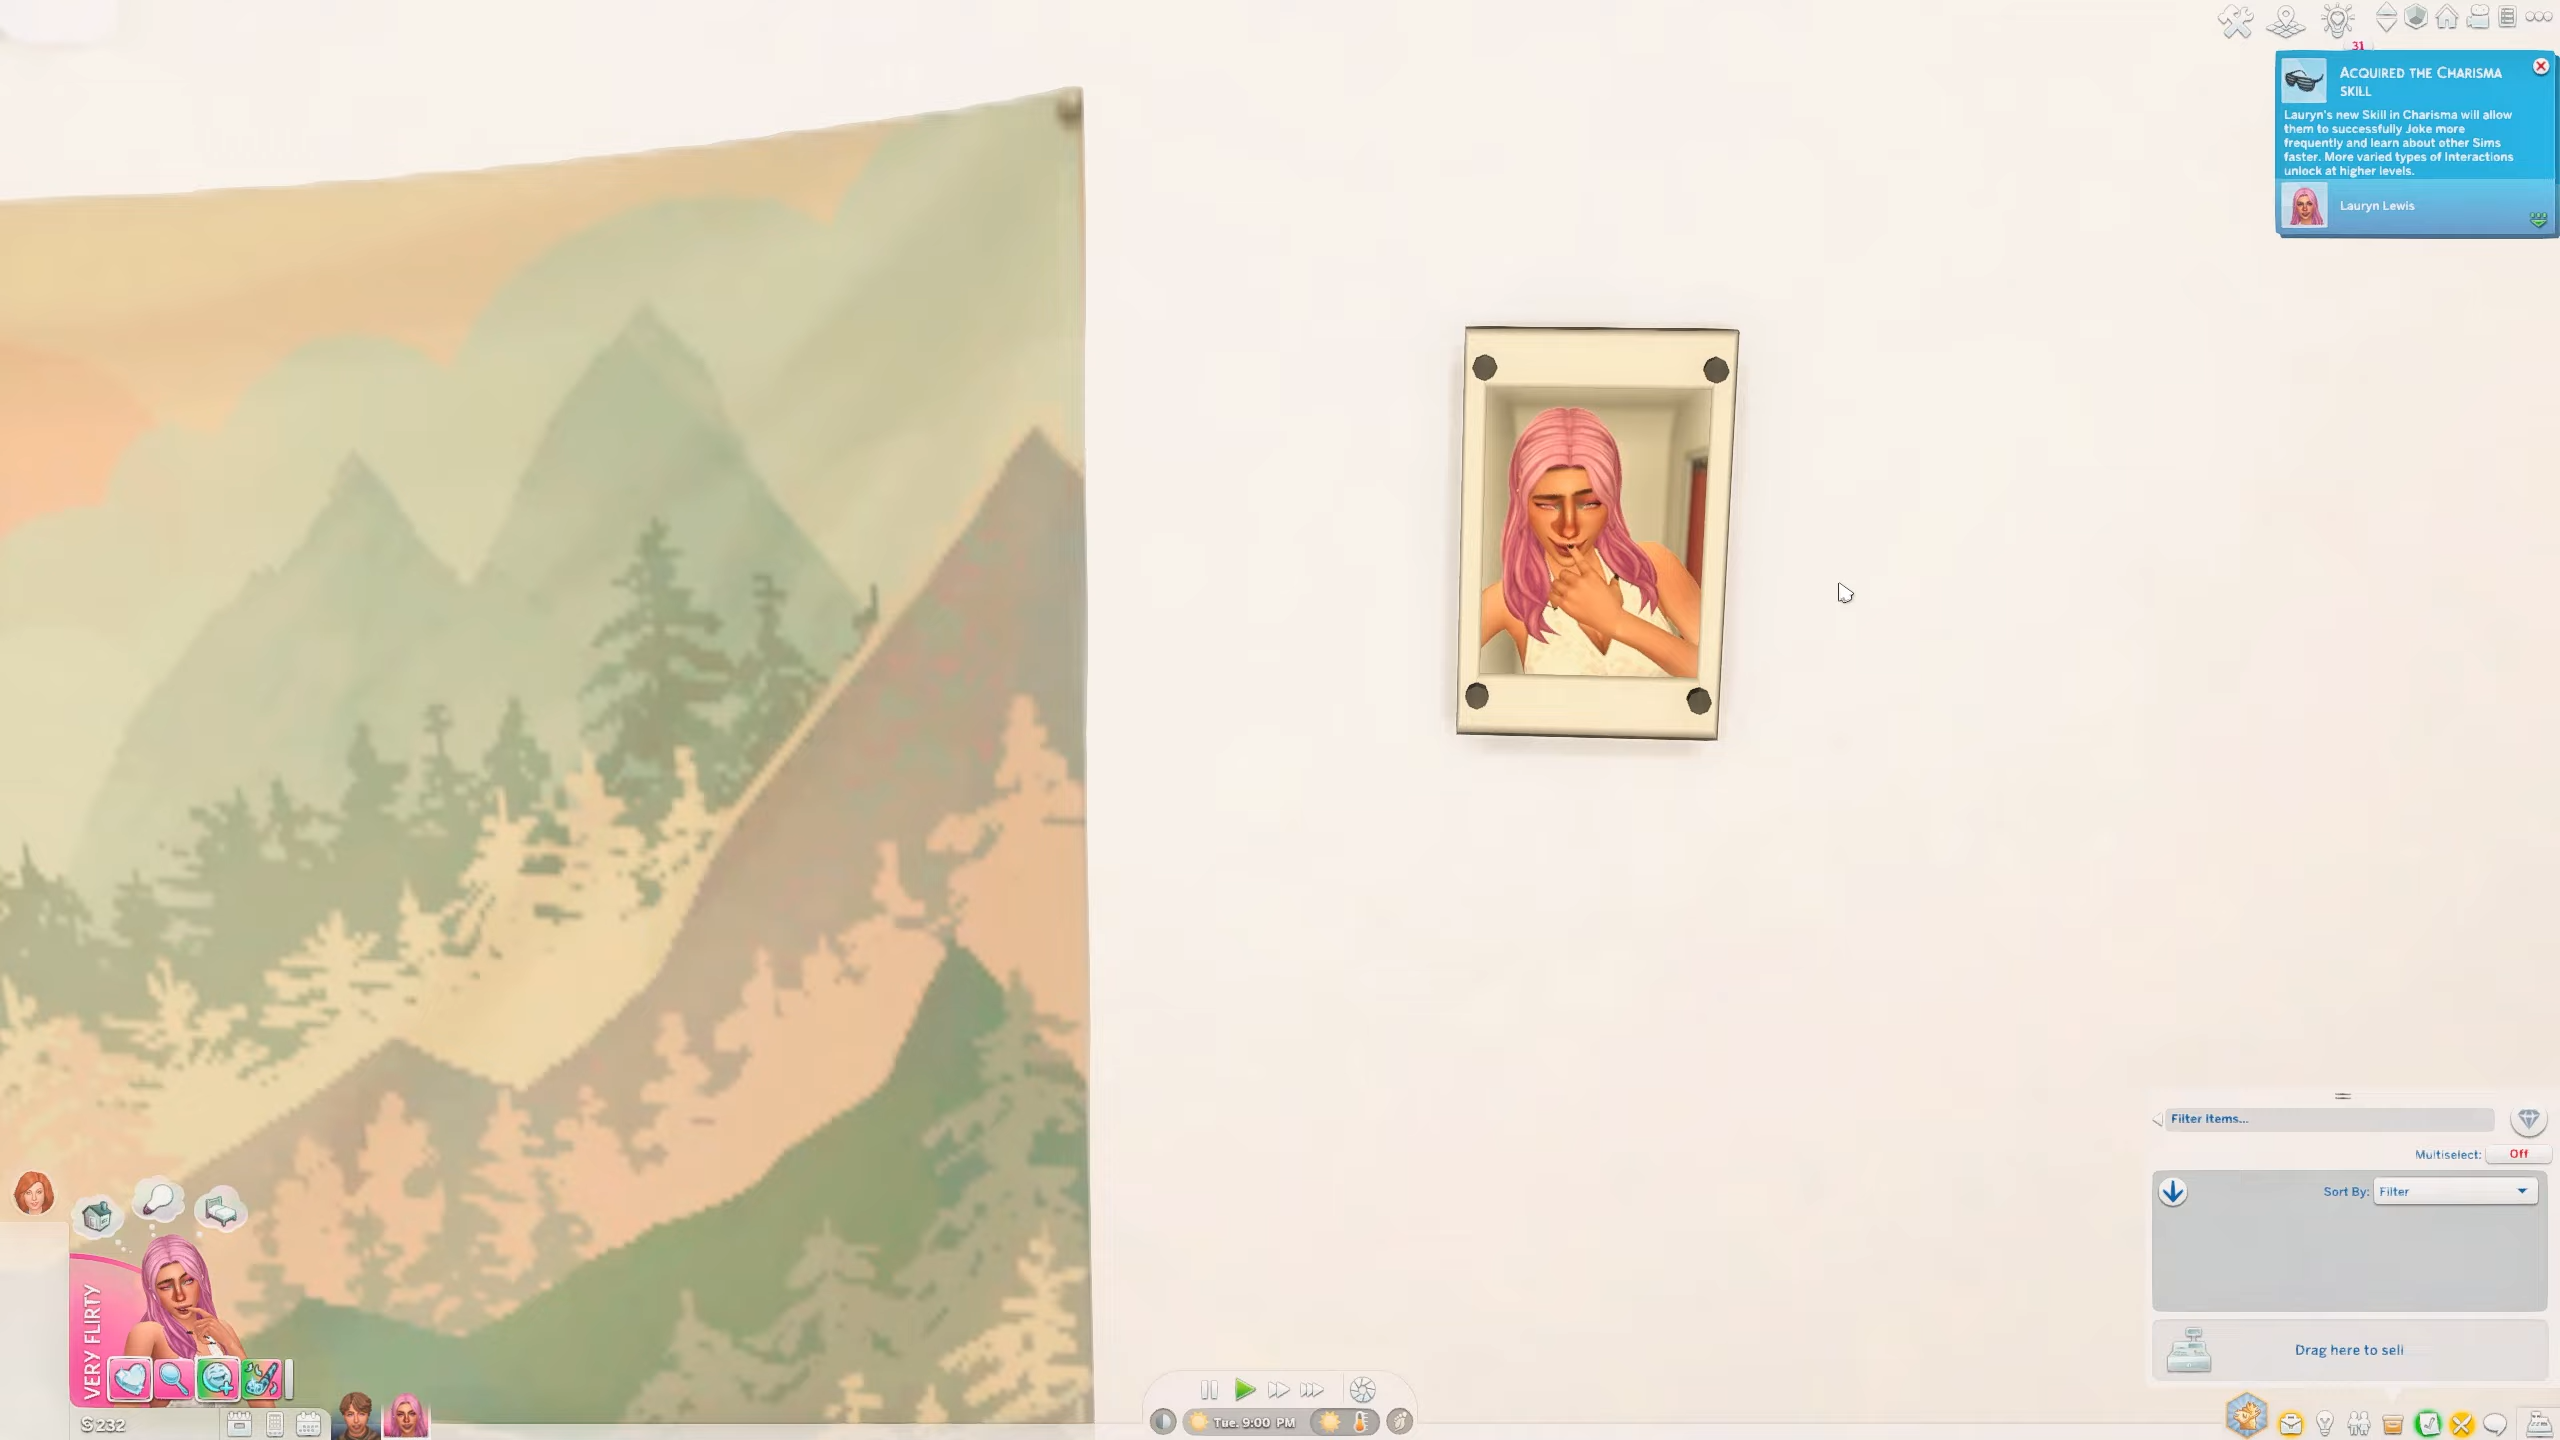 31
ACQUIRED THE CHARISMA
SKILL
Lauryn's new Skill in Charisma will allow
them to successfully Joke more
frequently and learn about other Sims
faster. More varied types of Interactions
unlock at higher levels.
Lauryn Lewis
Filter items...
Multiselect: Off
Sort By: Filter
Drag here to sell
VERY FLIRTY
§232
Tue. 9:00 PM